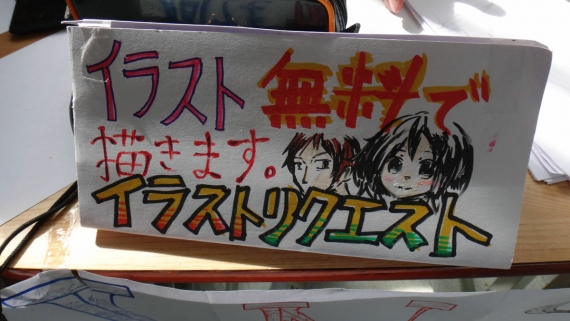 イラスト 無料で
描きます。
イラストリクエスト